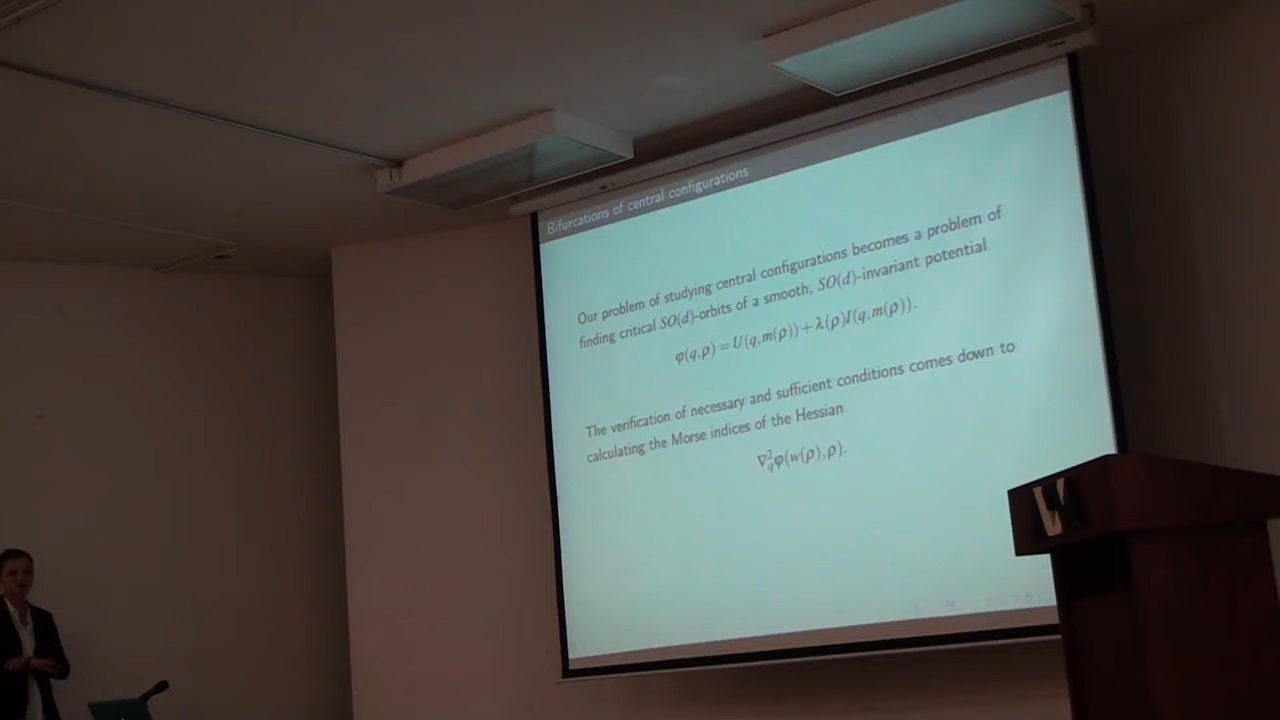 Bifurcations of central configurations
Our problem of studying central configurations becomes a problem of
finding critical SO(d)-orbits of a smooth, SO(d)-invariant potential
φ(q,ρ) = U(q,m(ρ)) + λ(ρ)I(q,m(ρ)).
The verification of necessary and sufficient conditions comes down to
calculating the Morse indices of the Hessian
∇²_qφ(w(ρ),ρ).